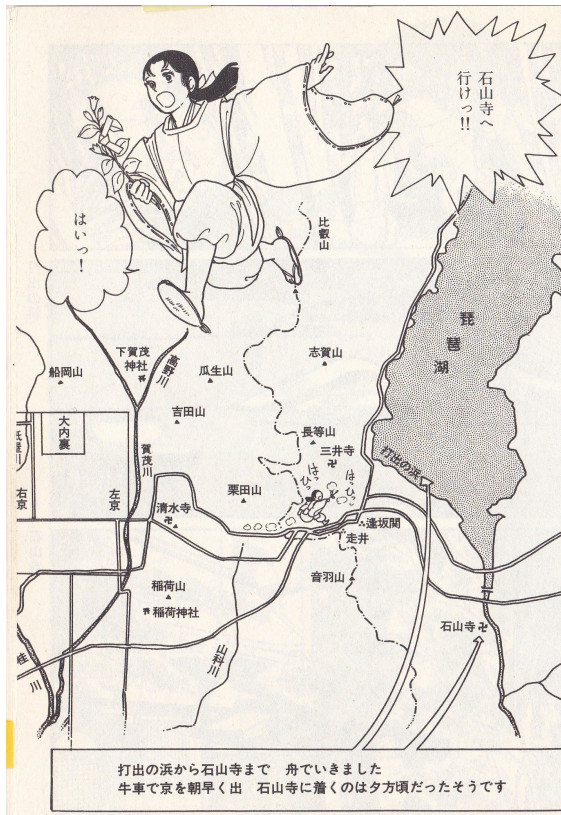 石山寺へ
行けっ!!
はいっ!
比叡山
琵琶湖
下賀茂
神社
高野川
船岡山
瓜生山
志賀山
吉田山
大内裏
賀茂川
長等山
三井寺
打出の浜
はっ
ひっ
はっ
ひっ
右京
左京
栗田山
清水寺
逢坂関
走井
音羽山
稲荷山
稲荷神社
石山寺
山科川
桂川
打出の浜から石山寺まで 舟でいきました
牛車で京を朝早く出 石山寺に着くのは夕方頃だったそうです